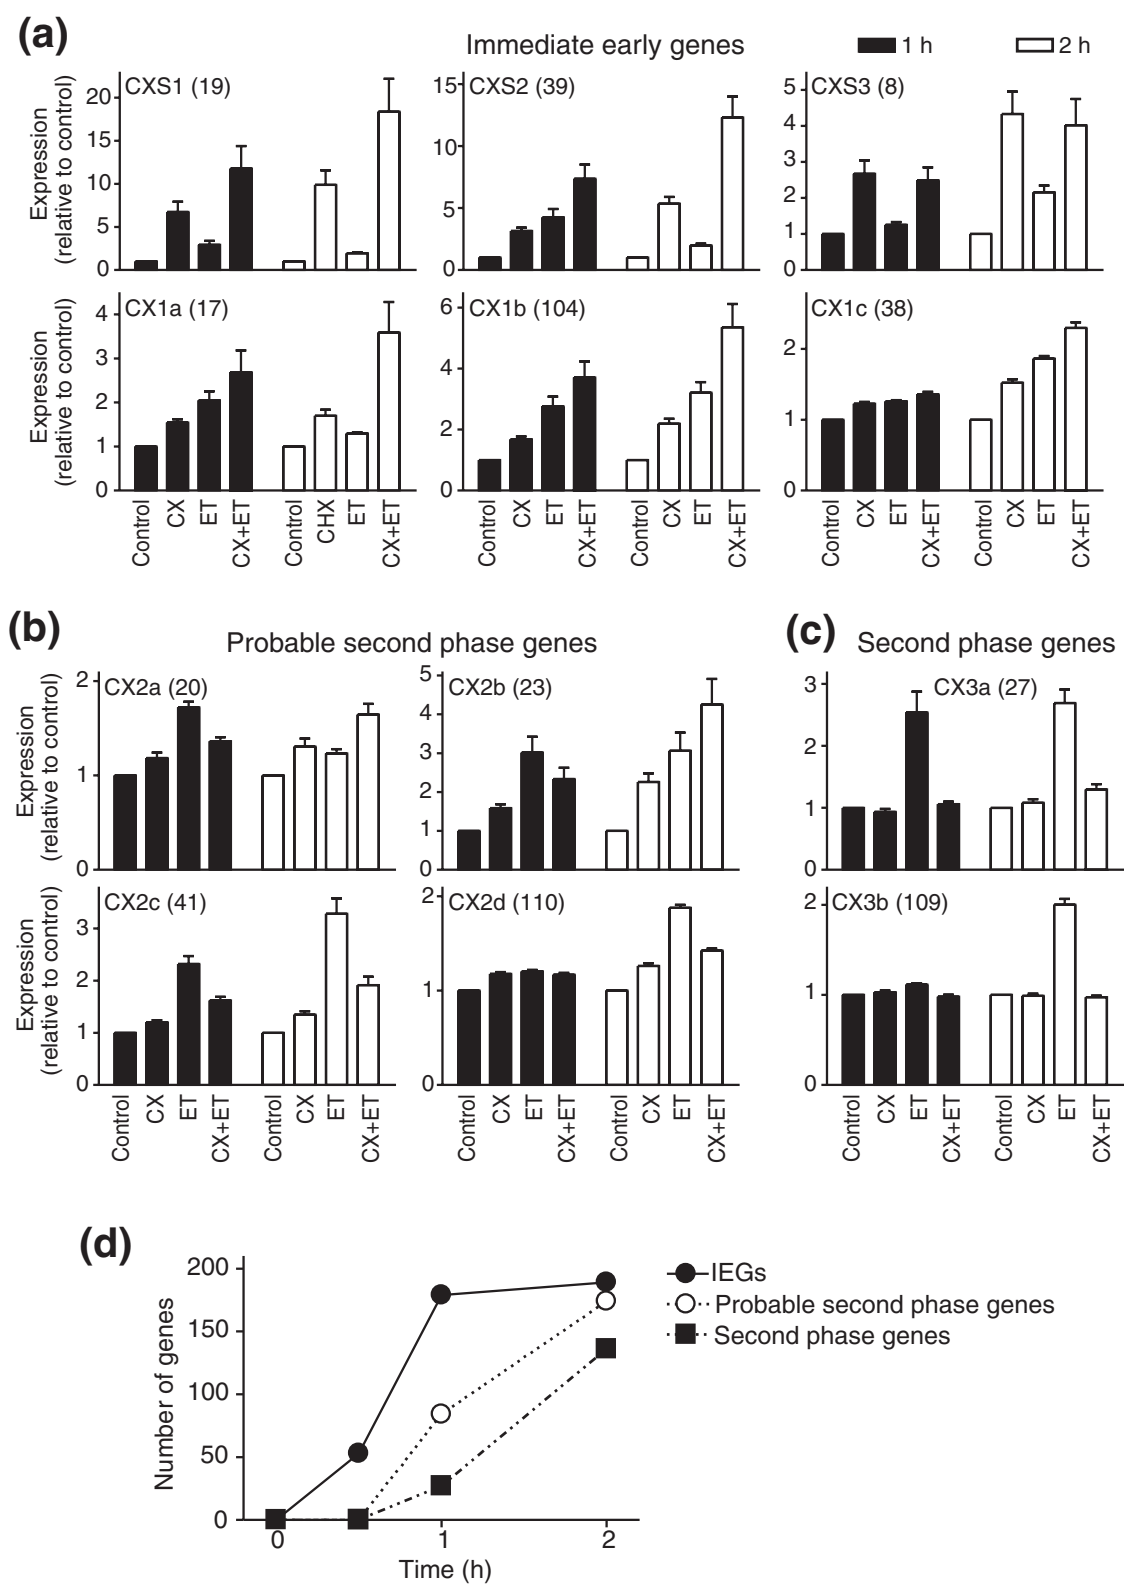 (a)
Immediate early genes
1 h
2 h
Expression
(relative to control)
CXS1 (19)
20
15
10
5
0
CXS2 (39)
15
10
5
0
CXS3 (8)
5
4
3
2
1
0
Expression
(relative to control)
CX1a (17)
4
3
2
1
0
CX1b (104)
6
4
2
0
CX1c (38)
2
1
0
Control
CX
ET
CX+ET
Control
CHX
ET
CX+ET
Control
CX
ET
CX+ET
Control
CX
ET
CX+ET
Control
CX
ET
CX+ET
Control
CX
ET
CX+ET
(b)
Probable second phase genes
(c)
Second phase genes
Expression
(relative to control)
CX2a (20)
2
1
0
CX2b (23)
5
4
3
2
1
0
CX3a (27)
3
2
1
0
Expression
(relative to control)
CX2c (41)
3
2
1
0
CX2d (110)
2
1
0
CX3b (109)
2
1
0
Control
CX
ET
CX+ET
Control
CX
ET
CX+ET
Control
CX
ET
CX+ET
Control
CX
ET
CX+ET
Control
CX
ET
CX+ET
Control
CX
ET
CX+ET
(d)
Number of genes
200
150
100
50
0
0
1
2
Time (h)
IEGs
Probable second phase genes
Second phase genes